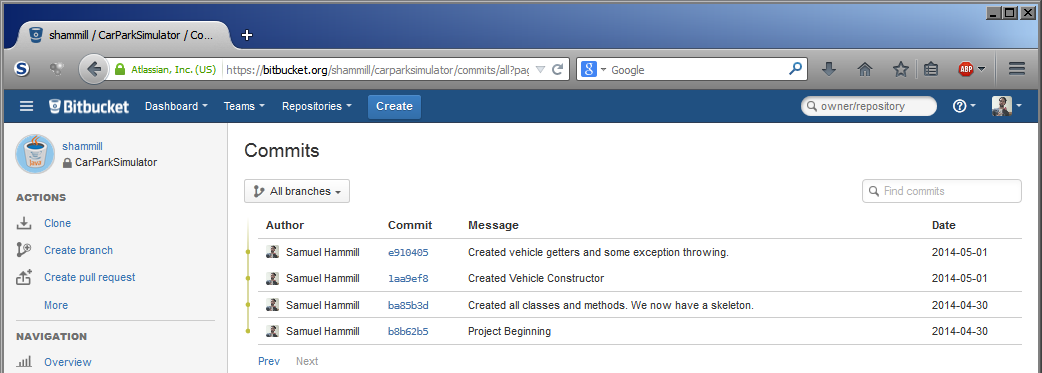 shammill / CarParkSimulator / Co...
Atlassian, Inc. (US) https://bitbucket.org/shammill/carparksimulator/commits/all?pag
Google
ABP
Bitbucket Dashboard Teams Repositories Create owner/repository
shammill
CarParkSimulator
ACTIONS
Clone
Create branch
Create pull request
More
NAVIGATION
Overview
Commits
All branches
Find commits
Author Commit Message Date
Samuel Hammill e910405 Created vehicle getters and some exception throwing. 2014-05-01
Samuel Hammill 1aa9ef8 Created Vehicle Constructor 2014-05-01
Samuel Hammill ba85b3d Created all classes and methods. We now have a skeleton. 2014-04-30
Samuel Hammill b8b62b5 Project Beginning 2014-04-30
Prev Next